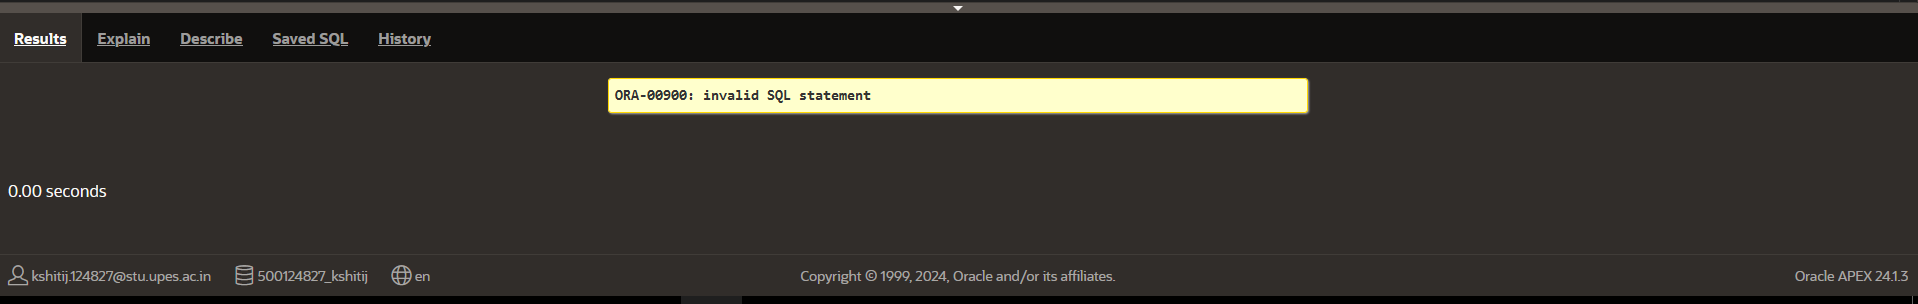 Results Explain Describe Saved SQL History
ORA-00900: invalid SQL statement
0.00 seconds
kshitij.124827@stu.upes.ac.in 500124827_kshitij en Copyright © 1999, 2024, Oracle and/or its affiliates. Oracle APEX 24.1.3